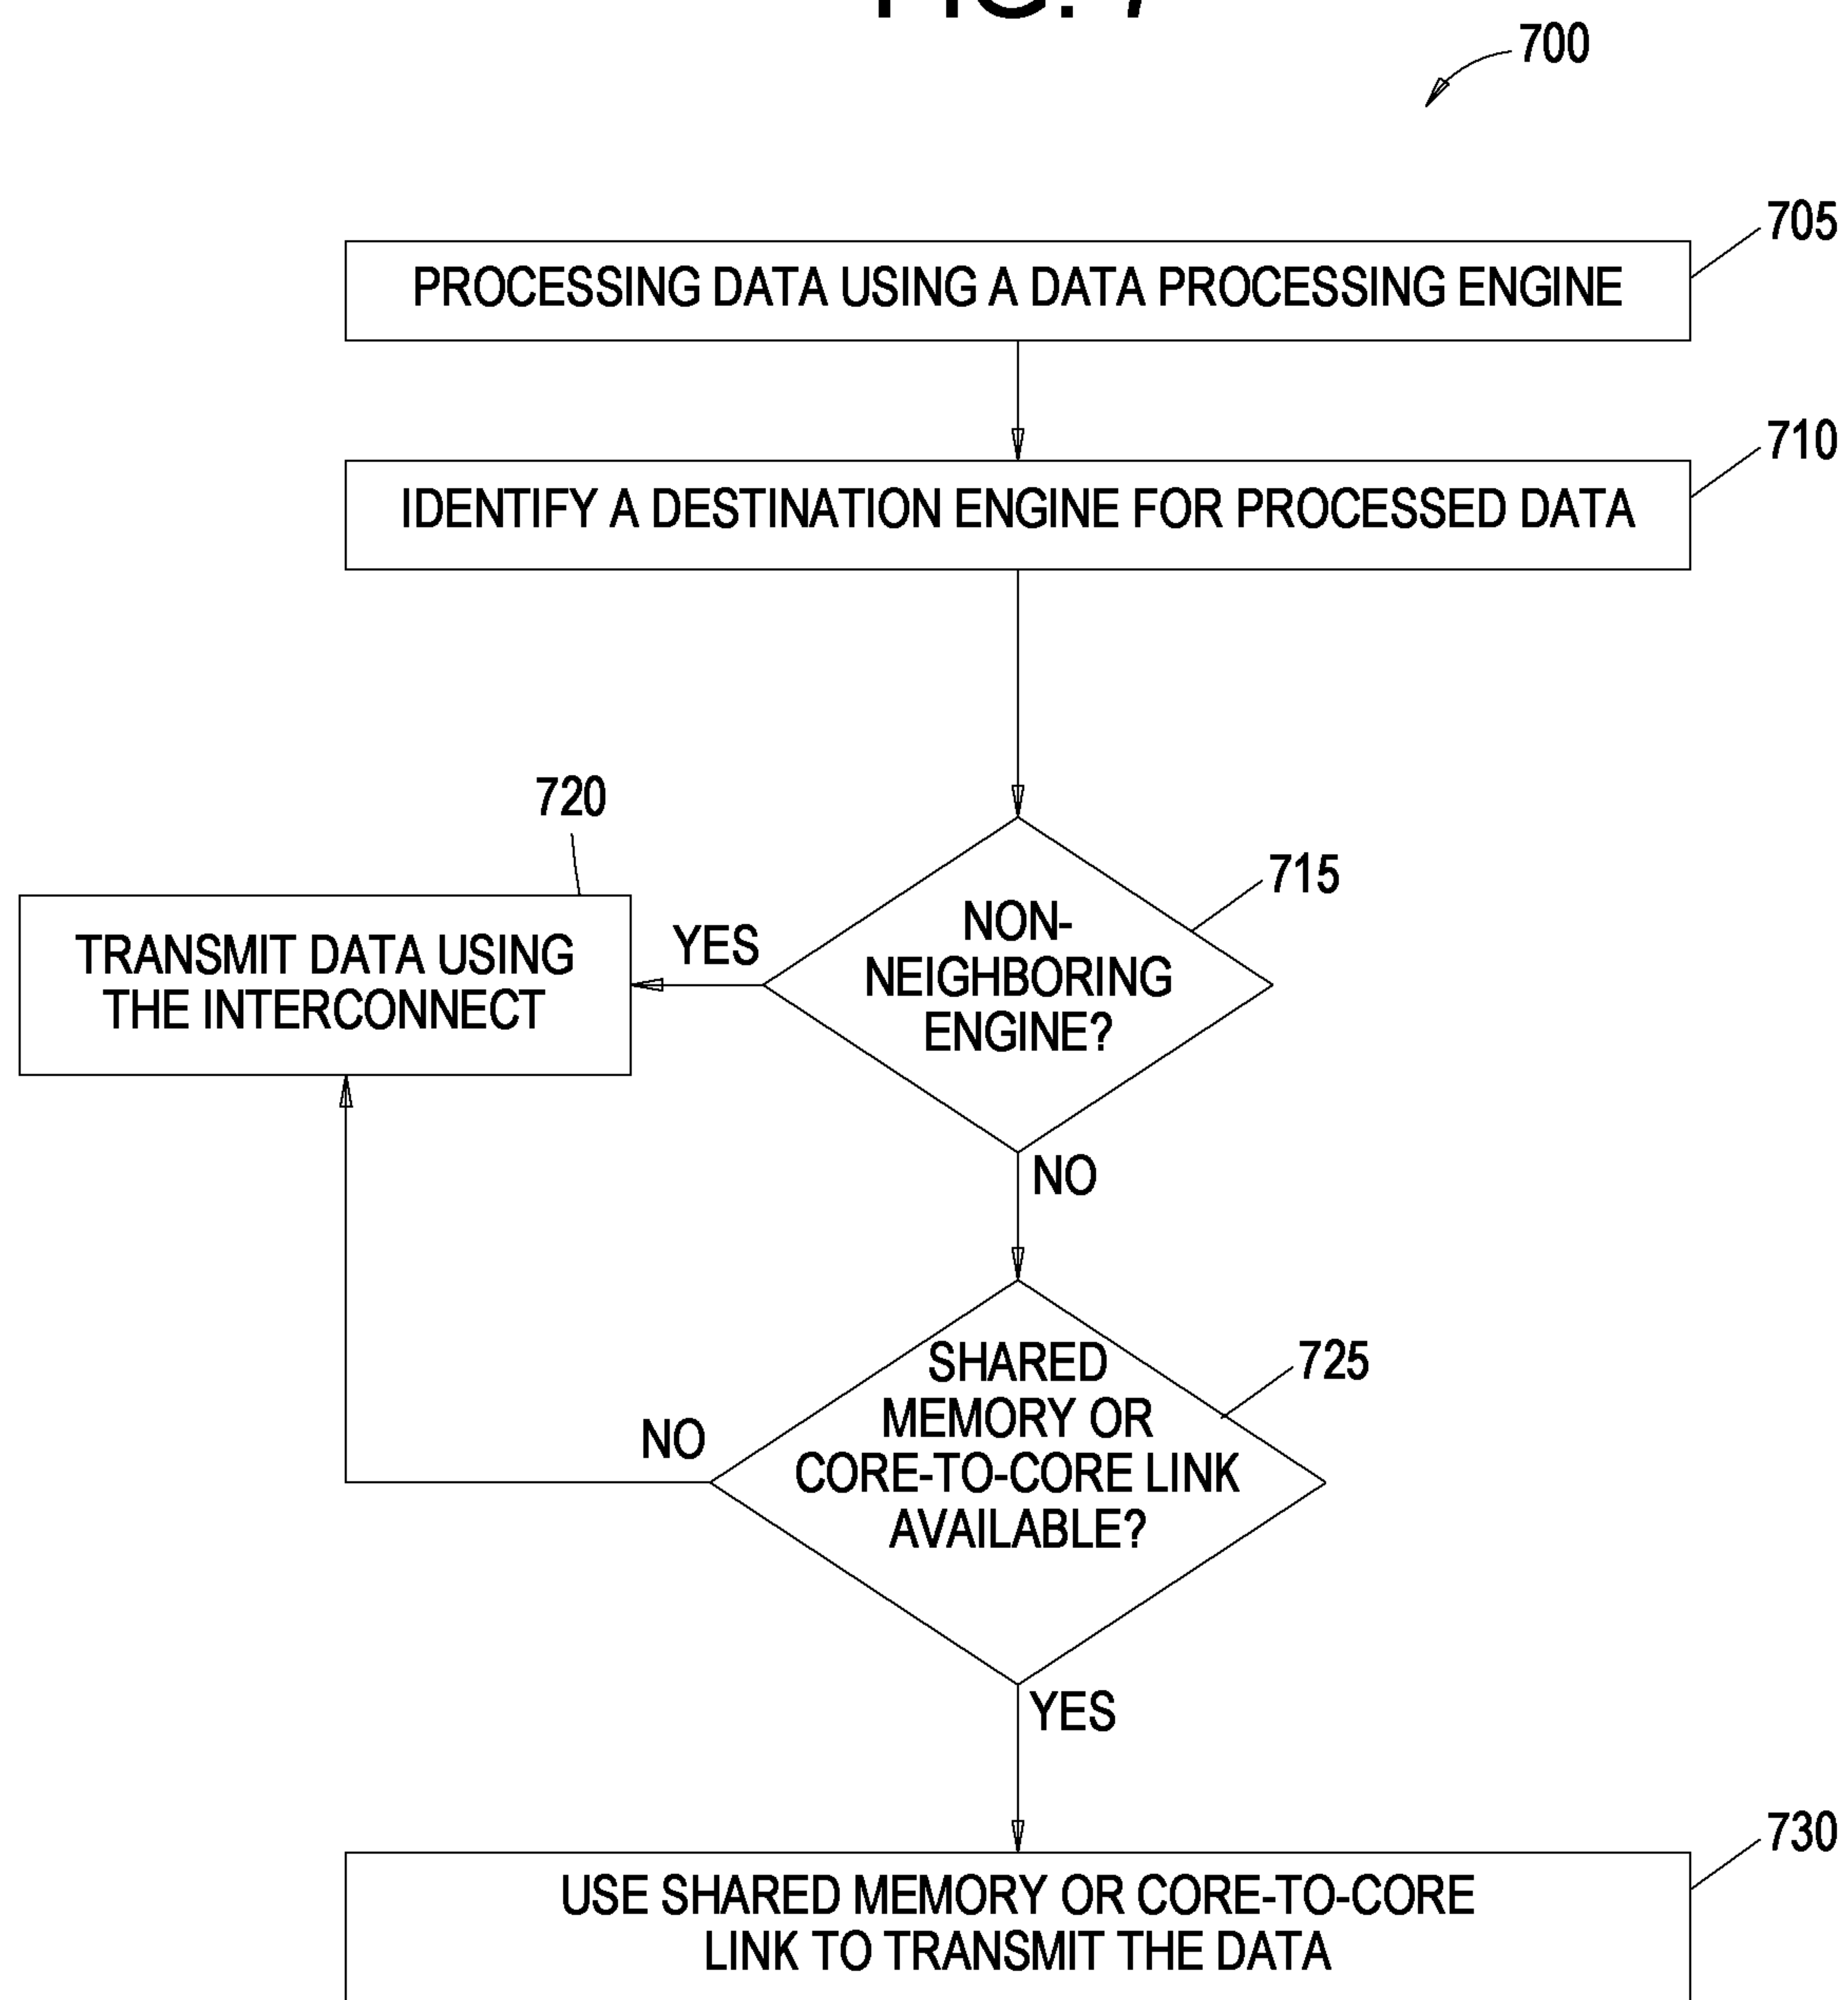 FIG. 7
700
705
PROCESSING DATA USING A DATA PROCESSING ENGINE
710
IDENTIFY A DESTINATION ENGINE FOR PROCESSED DATA
720
715
TRANSMIT DATA USING
THE INTERCONNECT
YES
NON-
NEIGHBORING
ENGINE?
NO
725
SHARED
MEMORY OR
CORE-TO-CORE LINK
AVAILABLE?
NO
YES
730
USE SHARED MEMORY OR CORE-TO-CORE
LINK TO TRANSMIT THE DATA